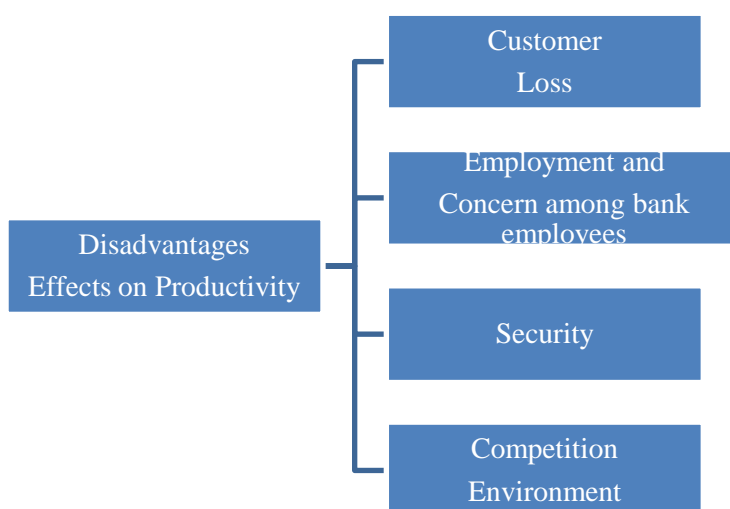 Customer
Loss
Employment and
Concern among bank
employees
Disadvantages
Effects on Productivity
Security
Competition
Environment